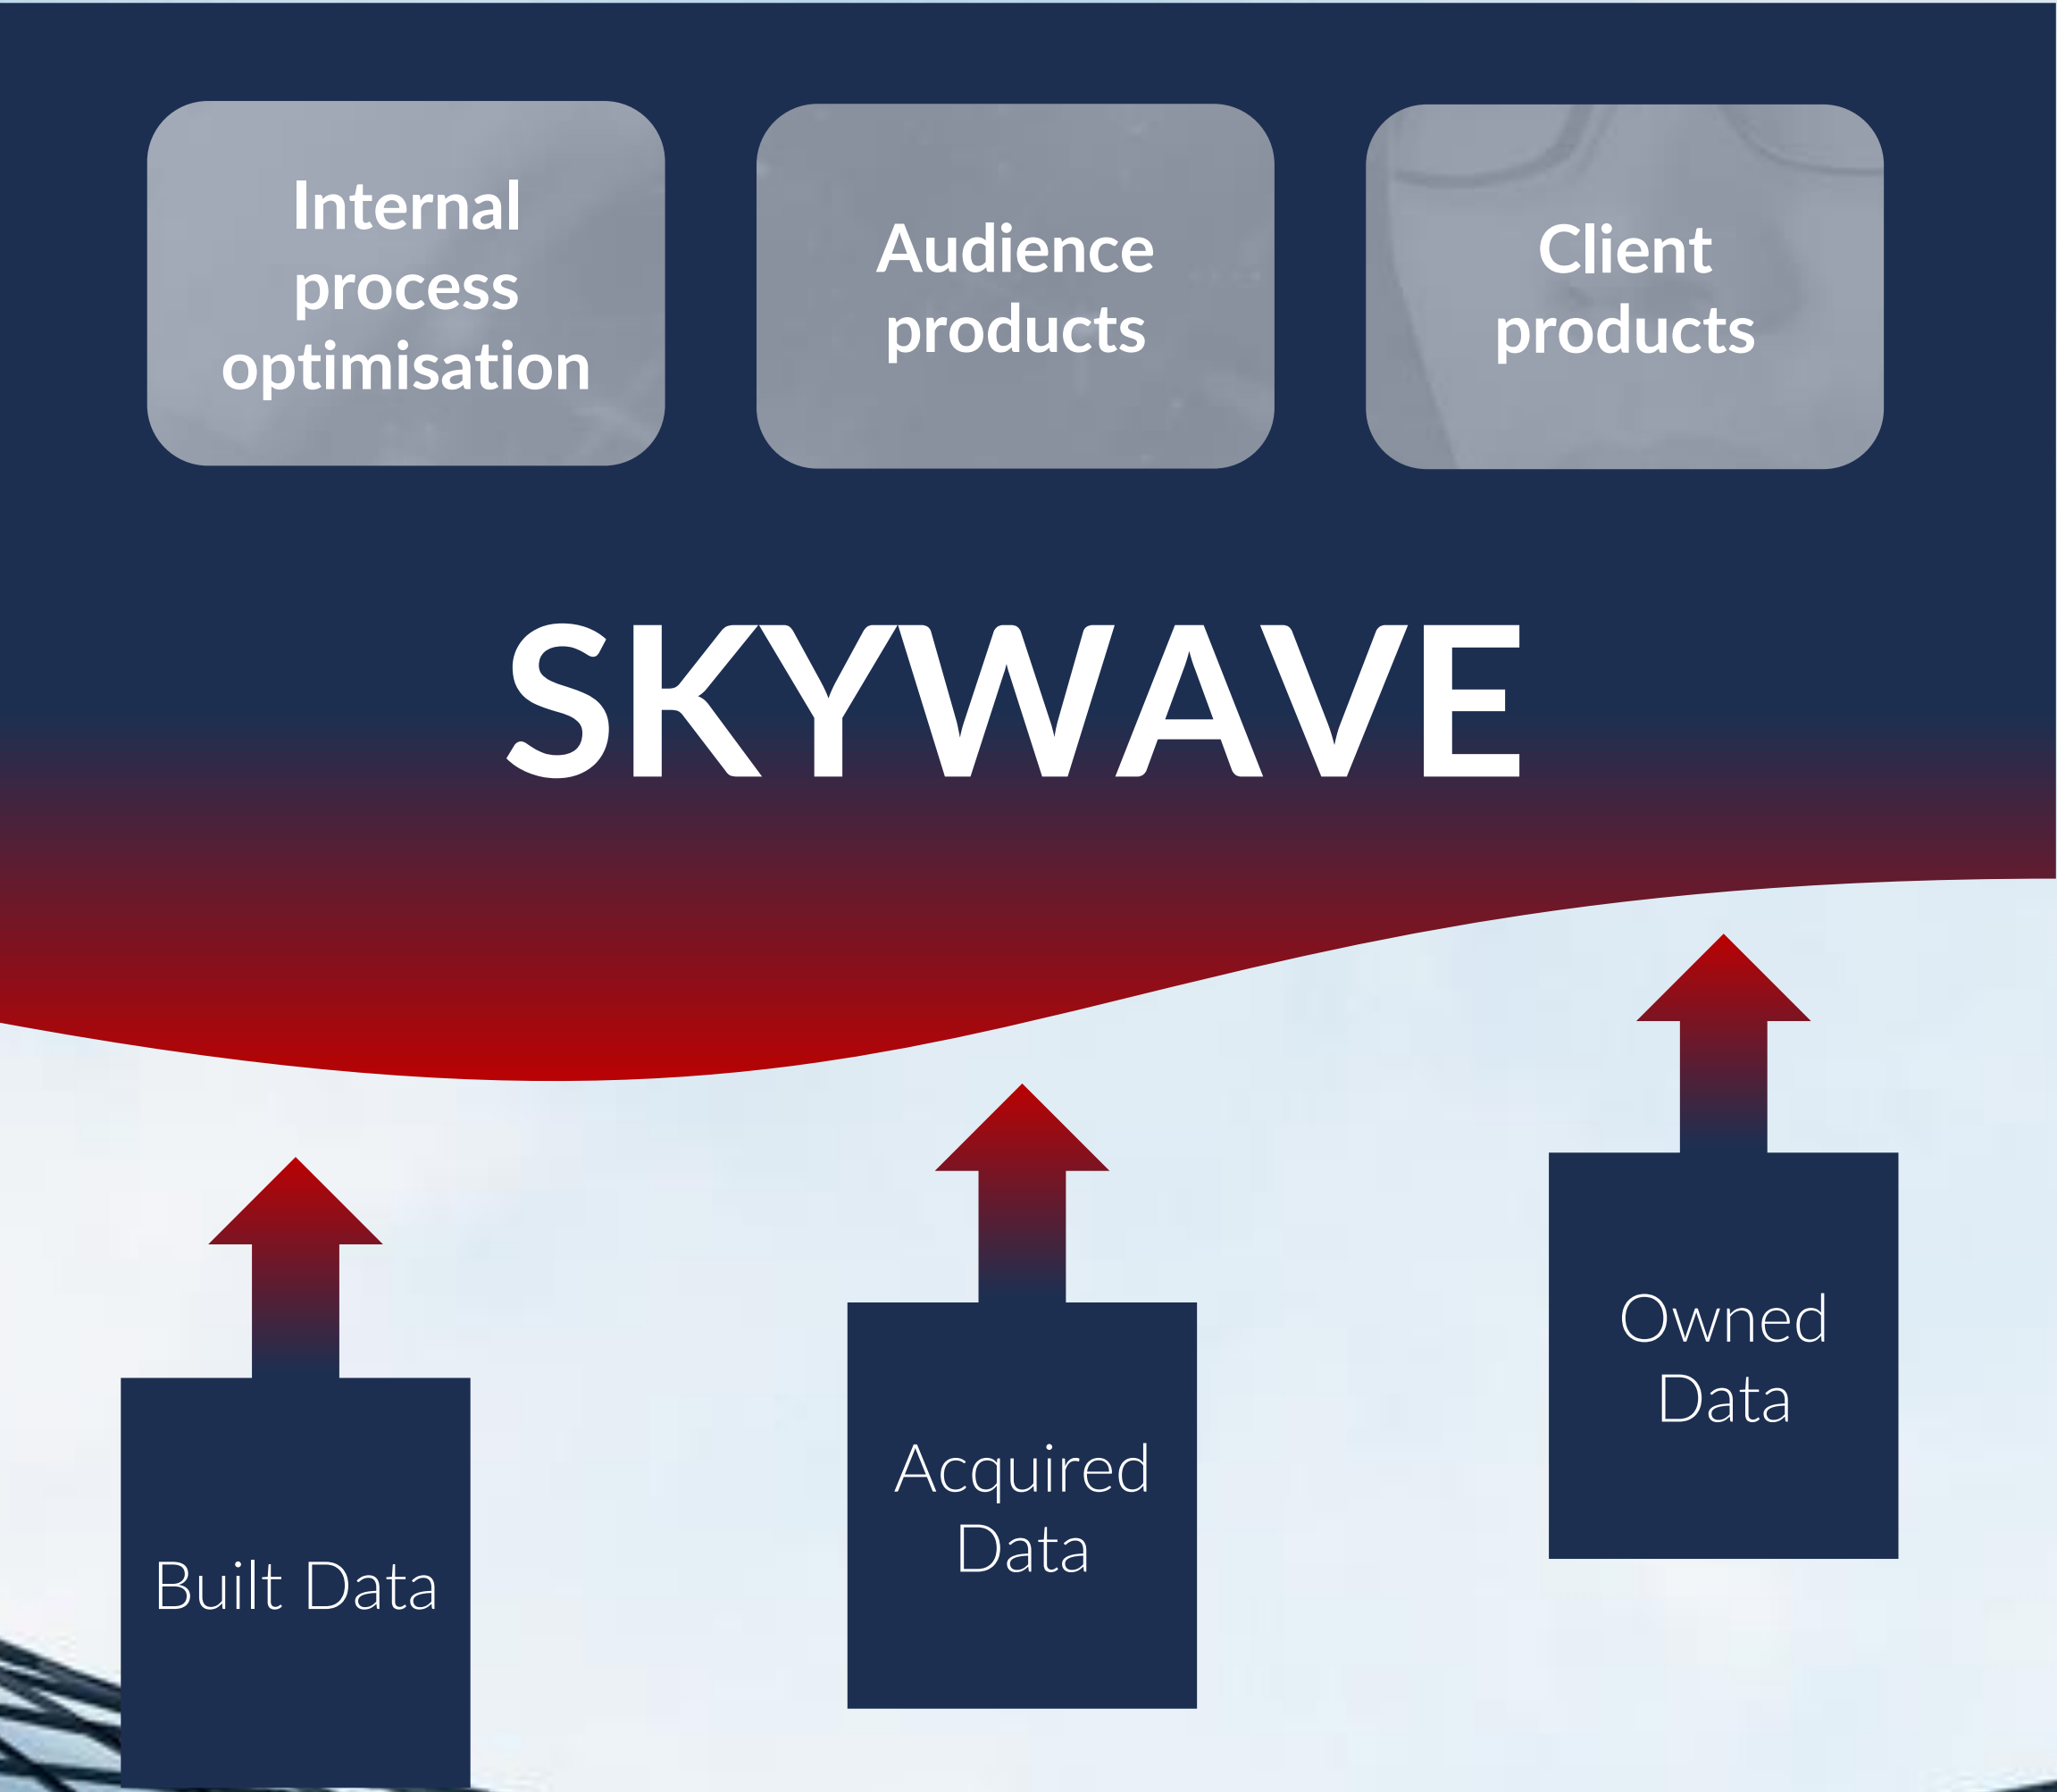 Internal
process
optimisation
Audience
products
Client
products
SKYWAVE
Built Data
Acquired
Data
Owned
Data